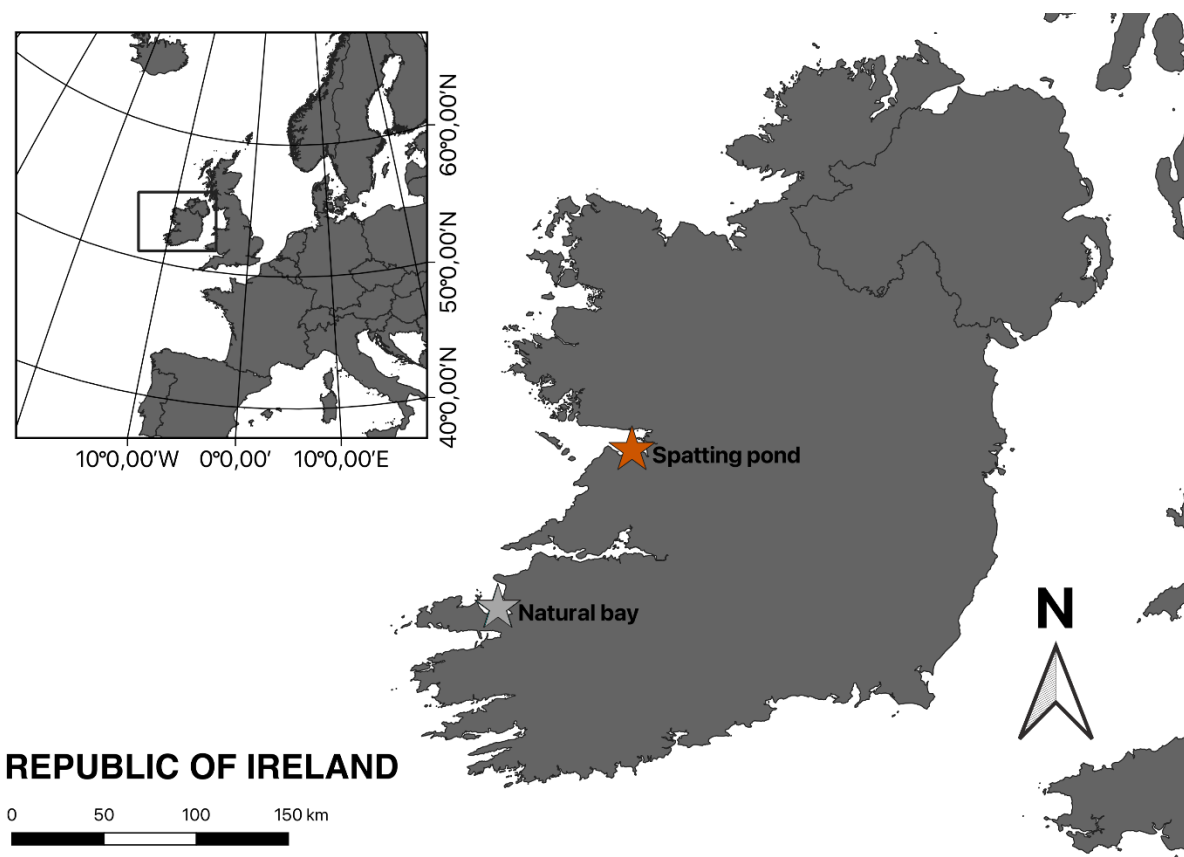 60°0,00′N
50°0,00′N
40°0,00′N
10°0,00′W
0°0,00′
10°0,00′E
Spatting pond
Natural bay
N
REPUBLIC OF IRELAND
0 50 100 150 km